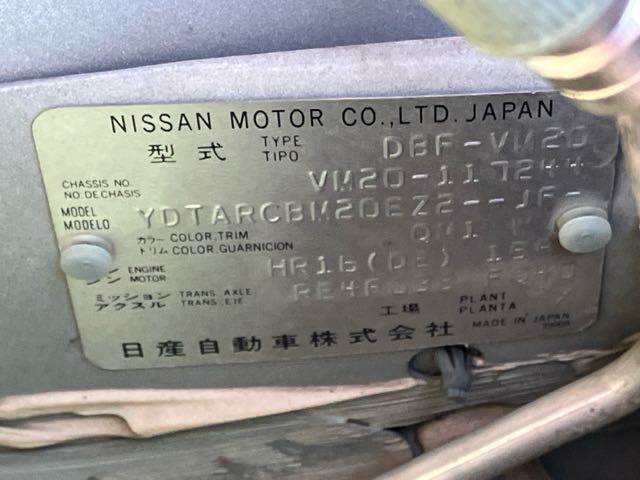 NISSAN MOTOR CO.,LTD. JAPAN
型式 TYPE TIPO DBF-VM20
CHASSIS NO. NO. DE CHASIS VM20-117244
MODEL MODELO YDTARCBM20EZ2--JF-
カラー COLOR,TRIM
トリム COLOR.GUARNICION QM1
ENGINE MOTOR HR16(DE)
ミッション TRANS. AXLE
アクスル TRANS. EJE
工場 PLANT PLANTA
日産自動車株式会社 MADE IN JAPAN